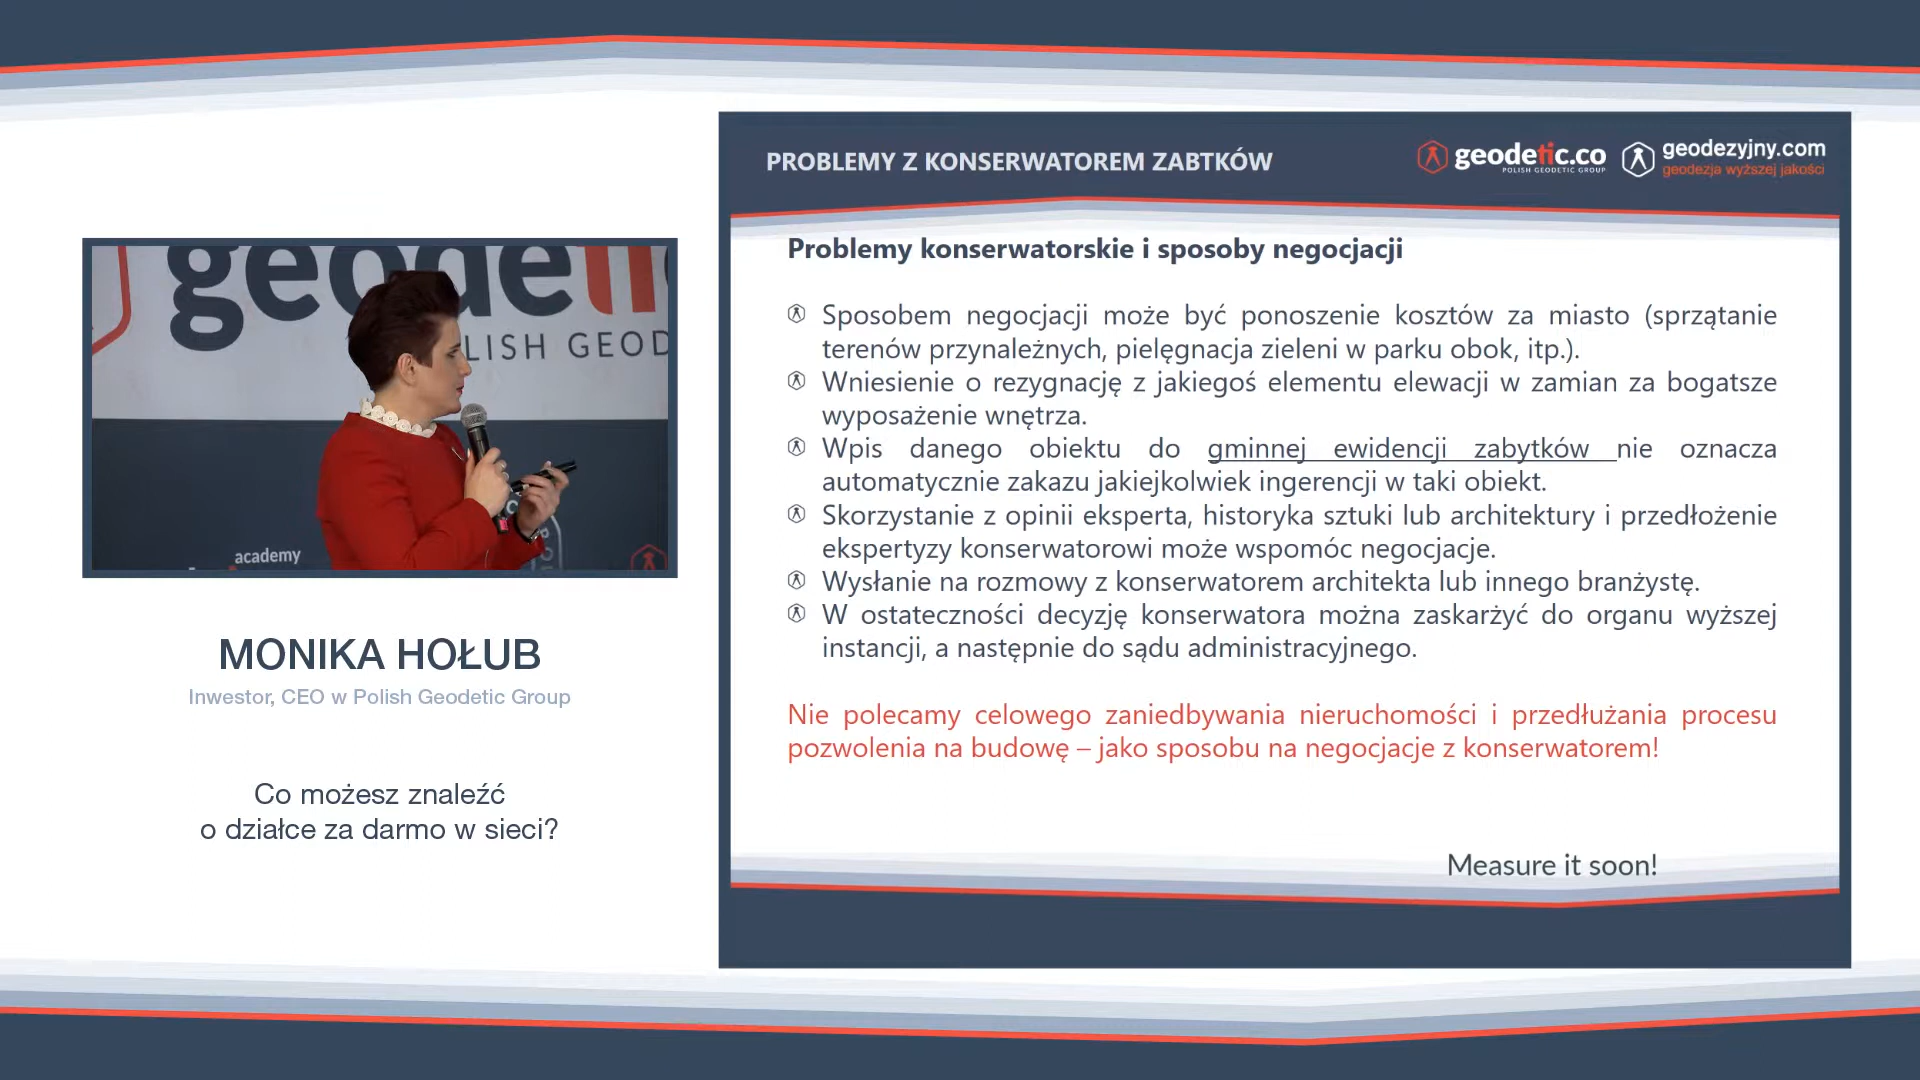 PROBLEMY Z KONSERWATOREM ZABTKÓW
geodetic.co
POLISH GEODETIC GROUP
geodezyjny.com
geodezja wyższej jakości
Problemy konserwatorskie i sposoby negocjacji
Sposobem negocjacji może być ponoszenie kosztów za miasto (sprzątanie
terenów przynależnych, pielęgnacja zieleni w parku obok, itp.).
Wniesienie o rezygnację z jakiegoś elementu elewacji w zamian za bogatsze
wyposażenie wnętrza.
Wpis danego obiektu do gminnej ewidencji zabytków nie oznacza
automatycznie zakazu jakiejkolwiek ingerencji w taki obiekt.
Skorzystanie z opinii eksperta, historyka sztuki lub architektury i przedłożenie
ekspertyzy konserwatorowi może wspomóc negocjacje.
Wysłanie na rozmowy z konserwatorem architekta lub innego branżystę.
W ostateczności decyzję konserwatora można zaskarżyć do organu wyższej
instancji, a następnie do sądu administracyjnego.
Nie polecamy celowego zaniedbywania nieruchomości i przedłużania procesu
pozwolenia na budowę – jako sposobu na negocjacje z konserwatorem!
Measure it soon!
geodetic
LISH GEOD
academy
MONIKA HOŁUB
Inwestor, CEO w Polish Geodetic Group
Co możesz znaleźć
o działce za darmo w sieci?